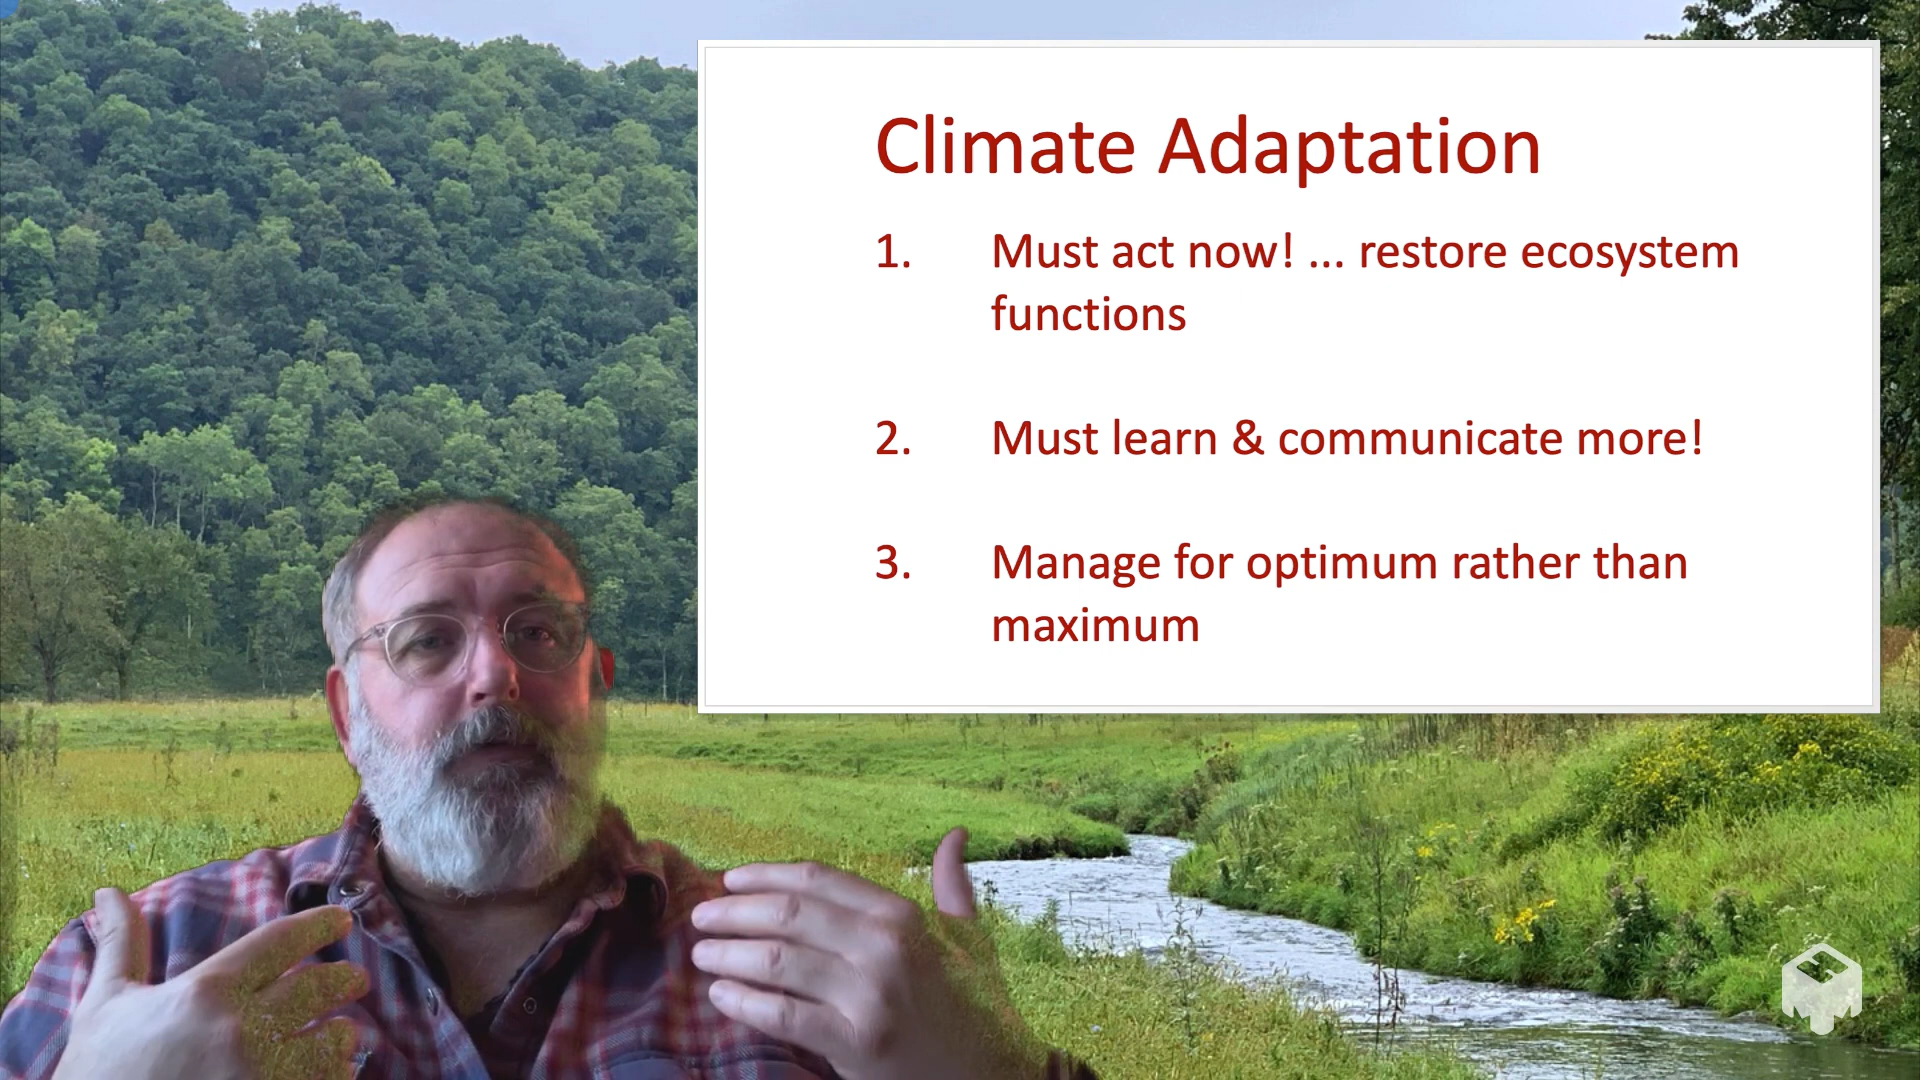 Climate Adaptation
1. Must act now! ... restore ecosystem
functions
2. Must learn & communicate more!
3. Manage for optimum rather than
maximum